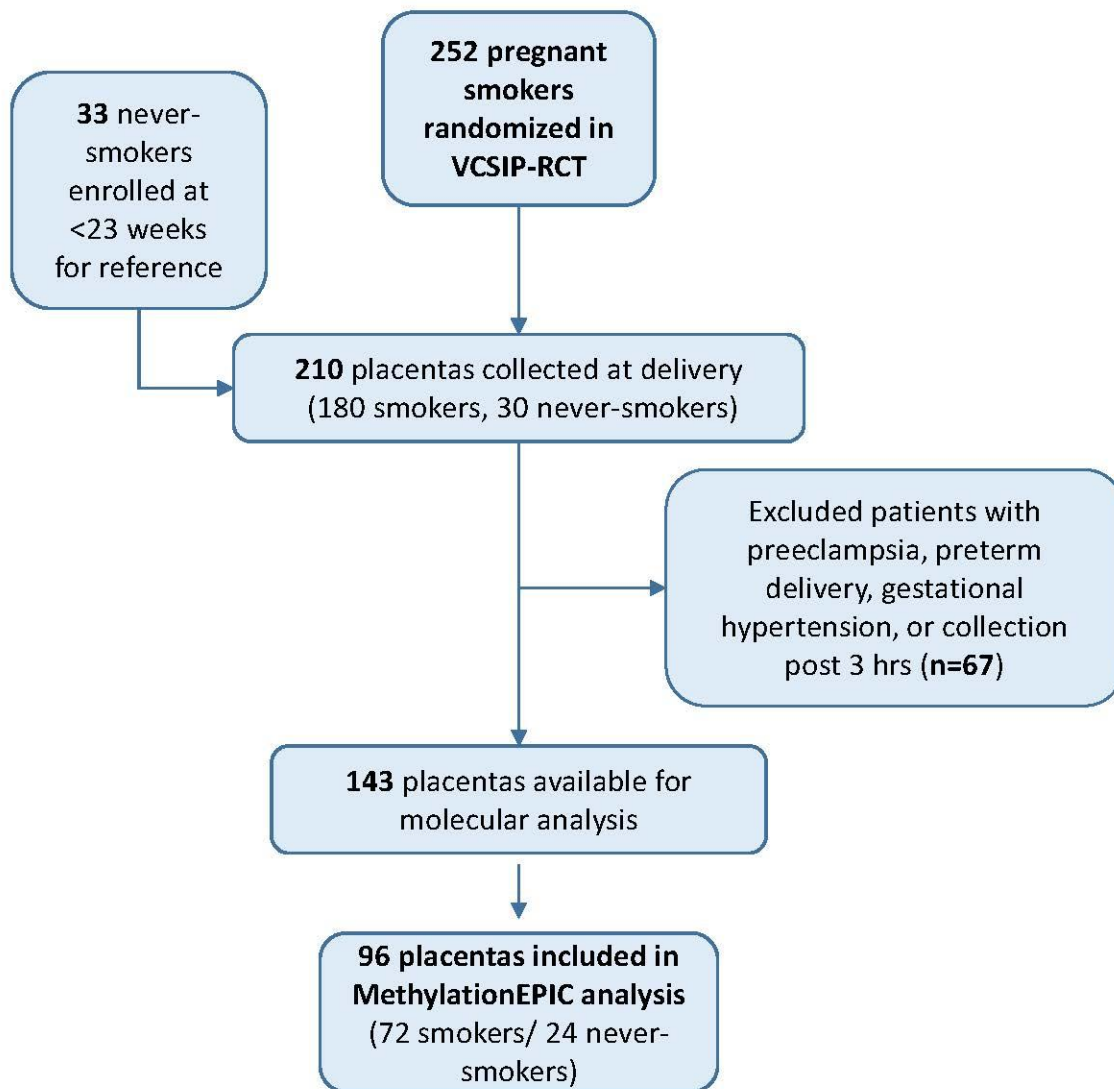 252 pregnant
smokers
randomized in
VCSIP-RCT
33 never-
smokers
enrolled at
<23 weeks
for reference
210 placentas collected at delivery
(180 smokers, 30 never-smokers)
Excluded patients with
preeclampsia, preterm
delivery, gestational
hypertension, or collection
post 3 hrs (n=67)
143 placentas available for
molecular analysis
96 placentas included in
MethylationEPIC analysis
(72 smokers/ 24 never-
smokers)